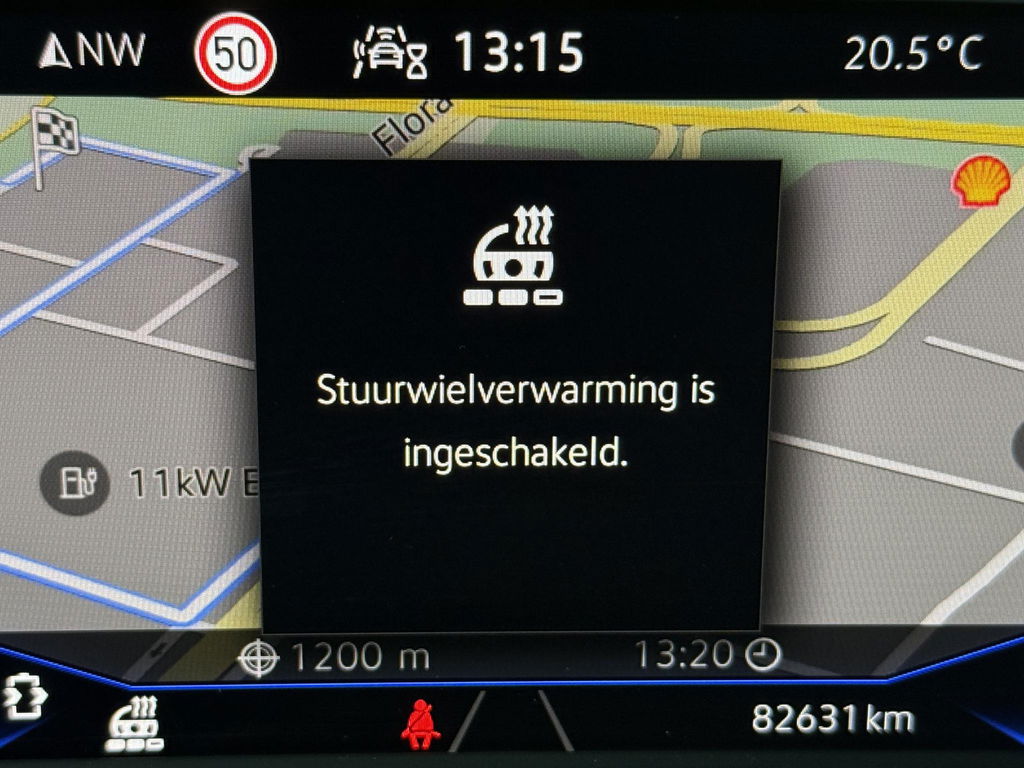 NW
50
13:15
20.5°C
Flora
Stuurwielverwarming is
ingeschakeld.
11kW E
1200 m
13:20
82631 km